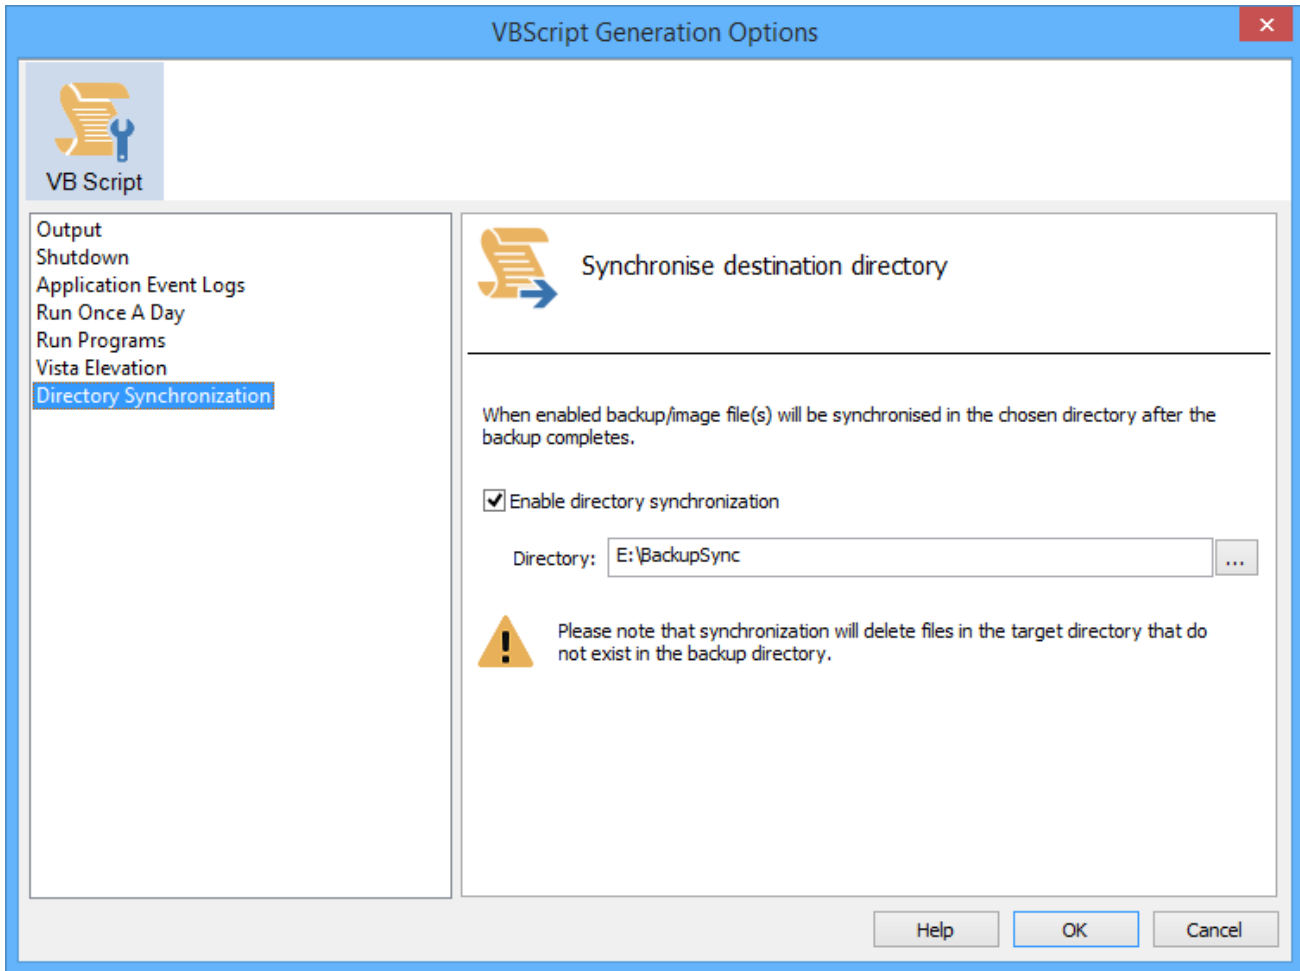 VBScript Generation Options
VB Script
Output
Shutdown
Application Event Logs
Run Once A Day
Run Programs
Vista Elevation
Directory Synchronization
Synchronise destination directory
When enabled backup/image file(s) will be synchronised in the chosen directory after the
backup completes.
Enable directory synchronization
Directory: E:\BackupSync ...
Please note that synchronization will delete files in the target directory that do
not exist in the backup directory.
Help OK Cancel